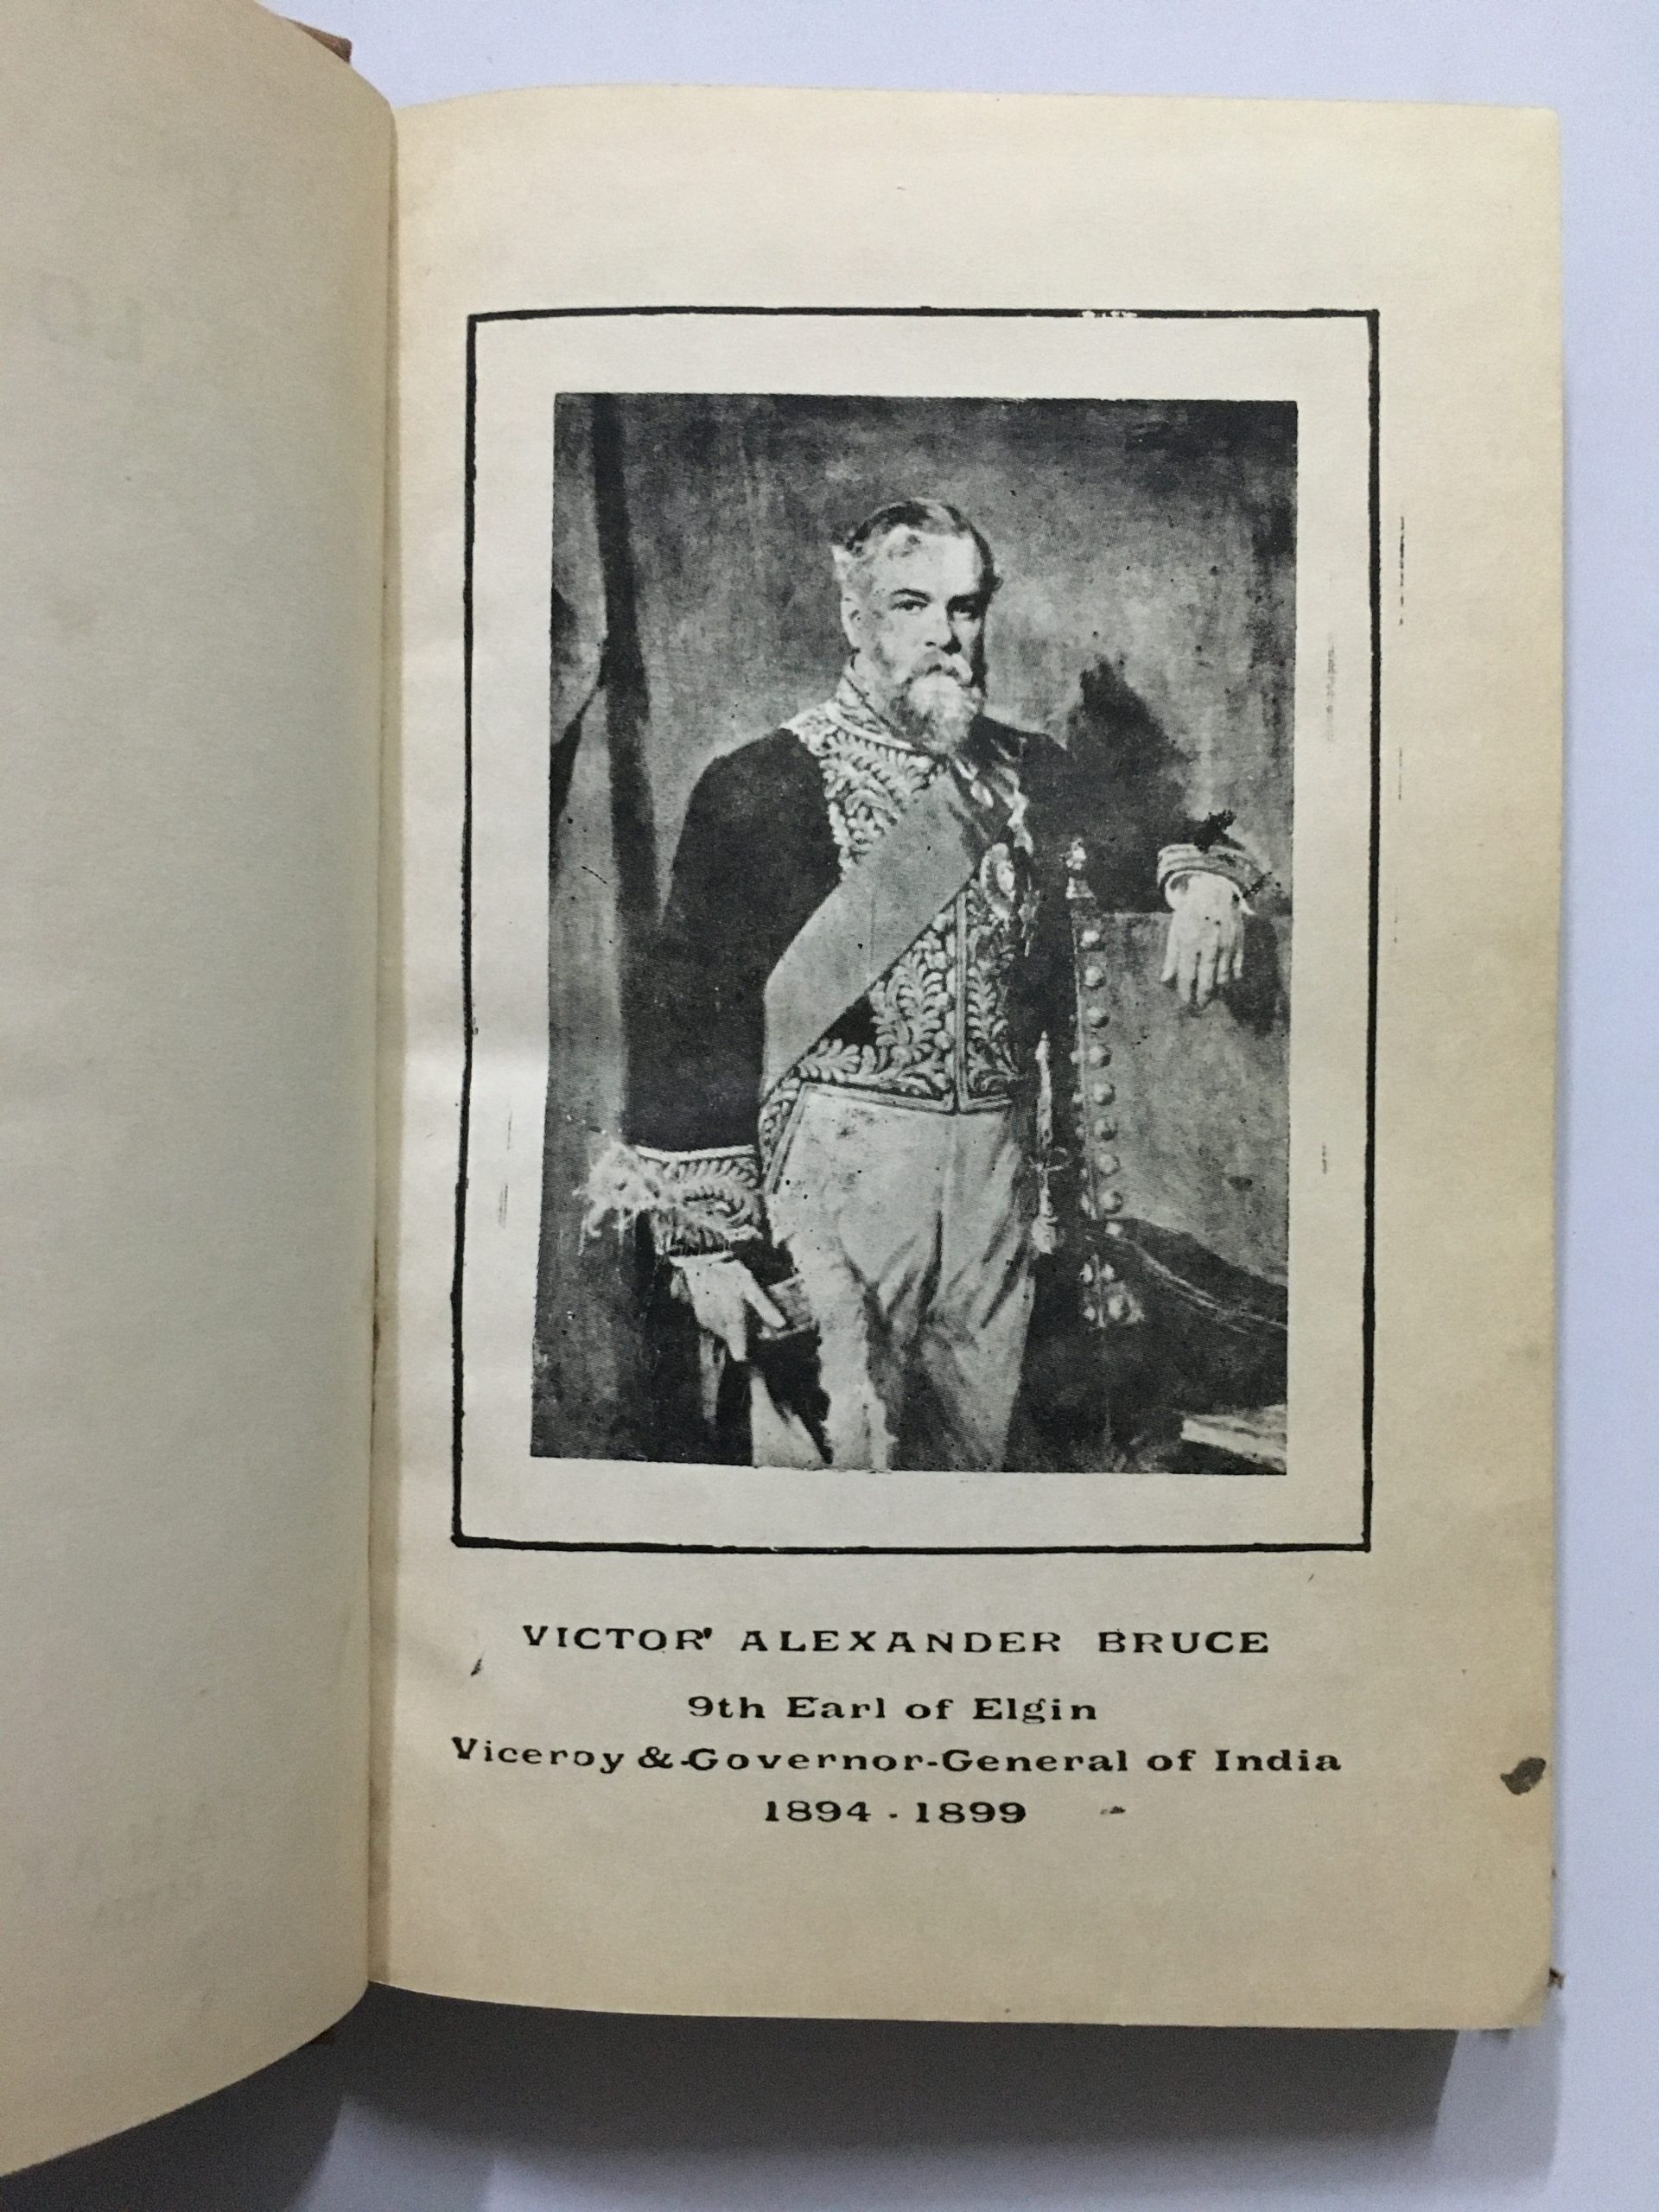 VICTOR' ALEXANDER BRUCE
9th Earl of Elgin
Viceroy &-Governor-General of India
1894 - 1899